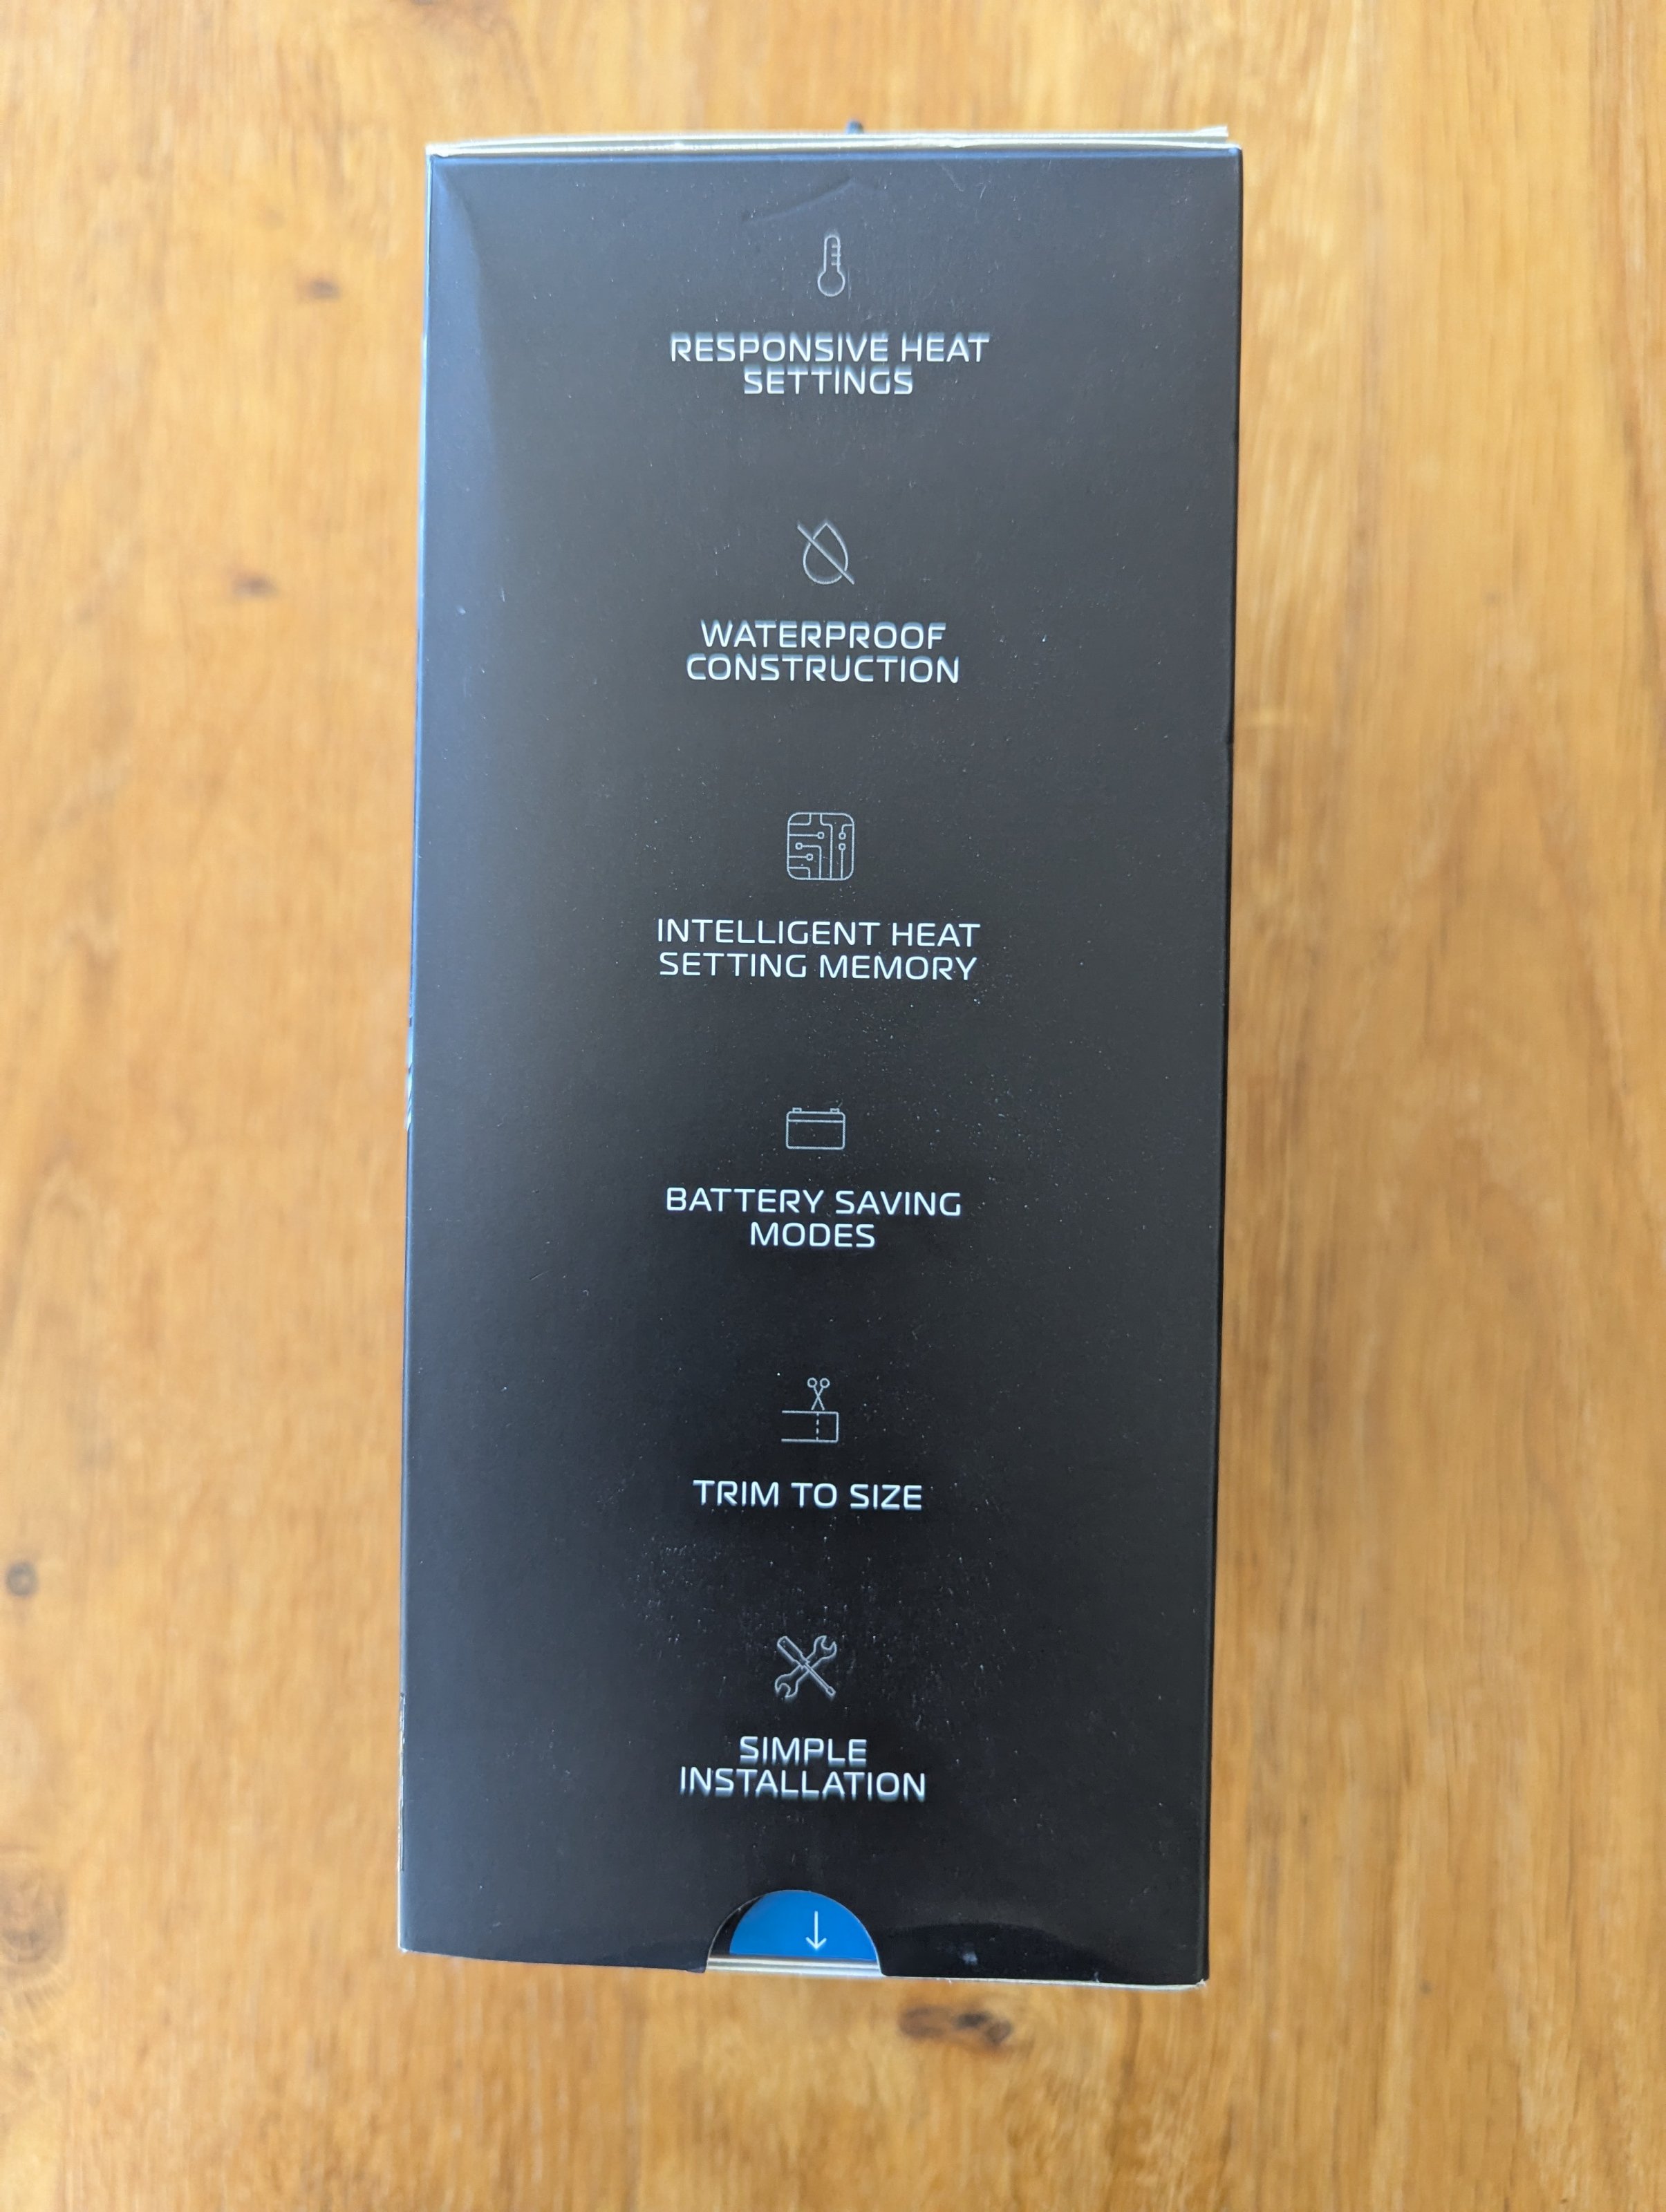 RESPONSIVE HEAT
SETTINGS
WATERPROOF
CONSTRUCTION
INTELLIGENT HEAT
SETTING MEMORY
BATTERY SAVING
MODES
TRIM TO SIZE
SIMPLE
INSTALLATION